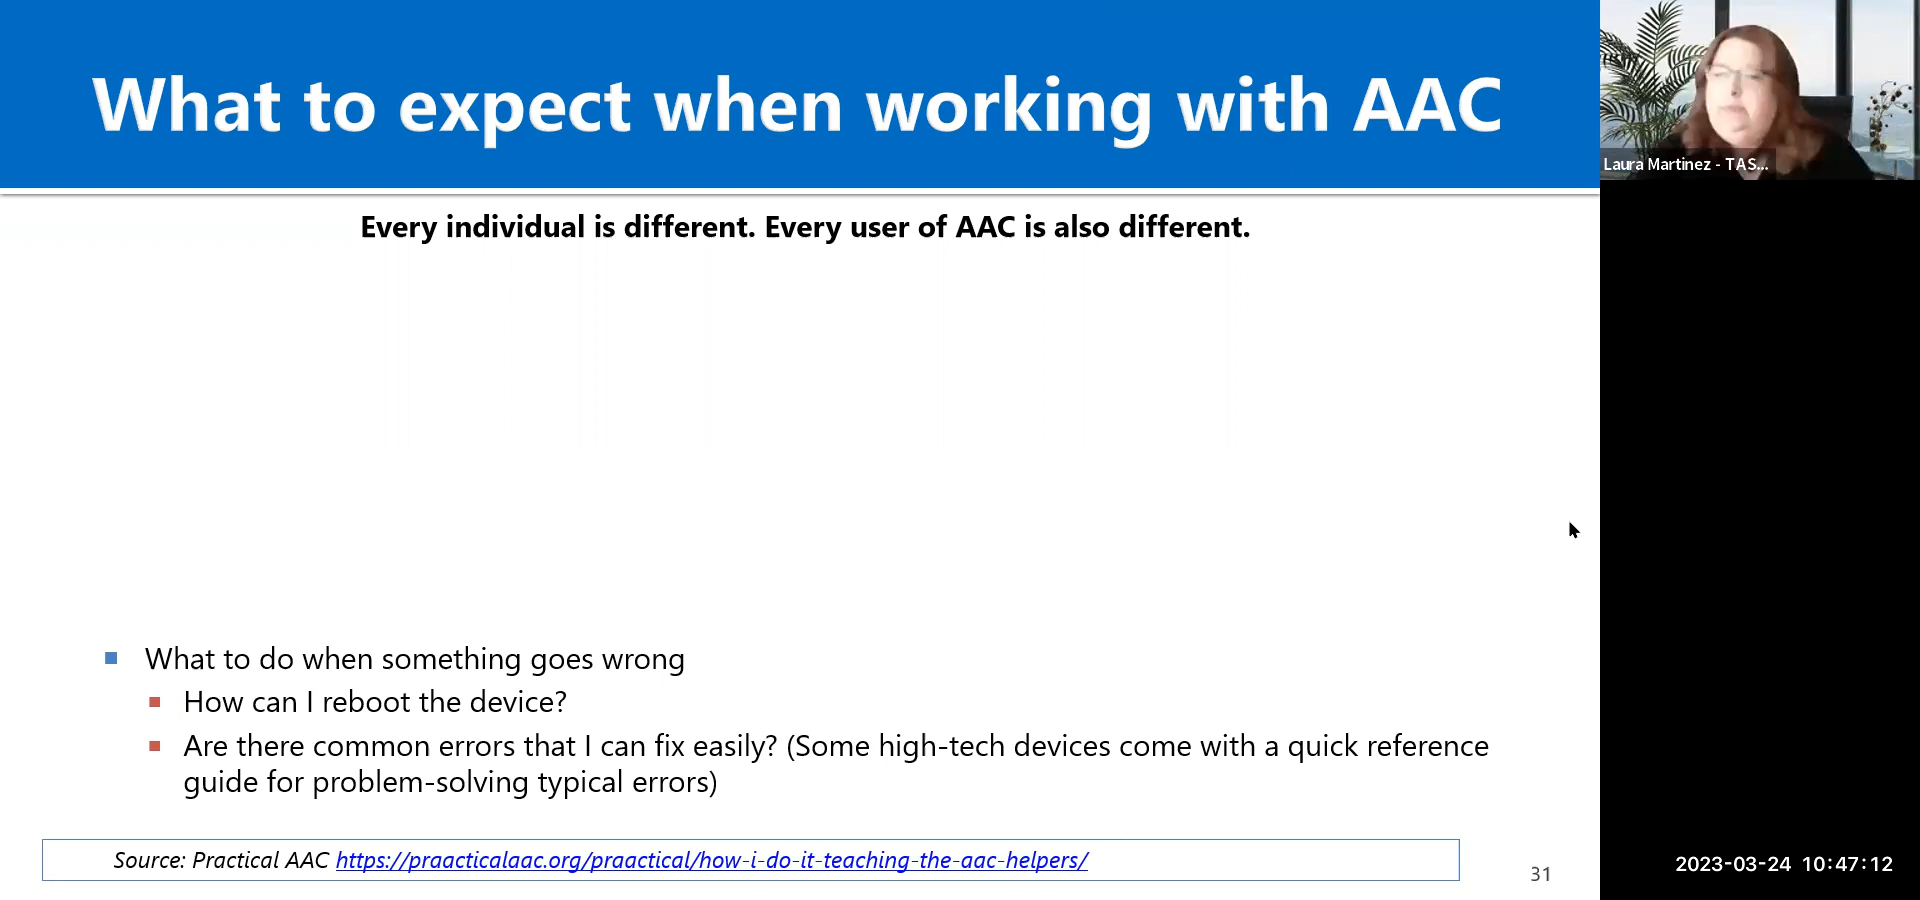 What to expect when working with AAC
Laura Martinez - TAS...
Every individual is different. Every user of AAC is also different.
What to do when something goes wrong
How can I reboot the device?
Are there common errors that I can fix easily? (Some high-tech devices come with a quick reference
guide for problem-solving typical errors)
Source: Practical AAC https://praacticalaac.org/praactical/how-i-do-it-teaching-the-aac-helpers/
31
2023-03-24 10:47:12